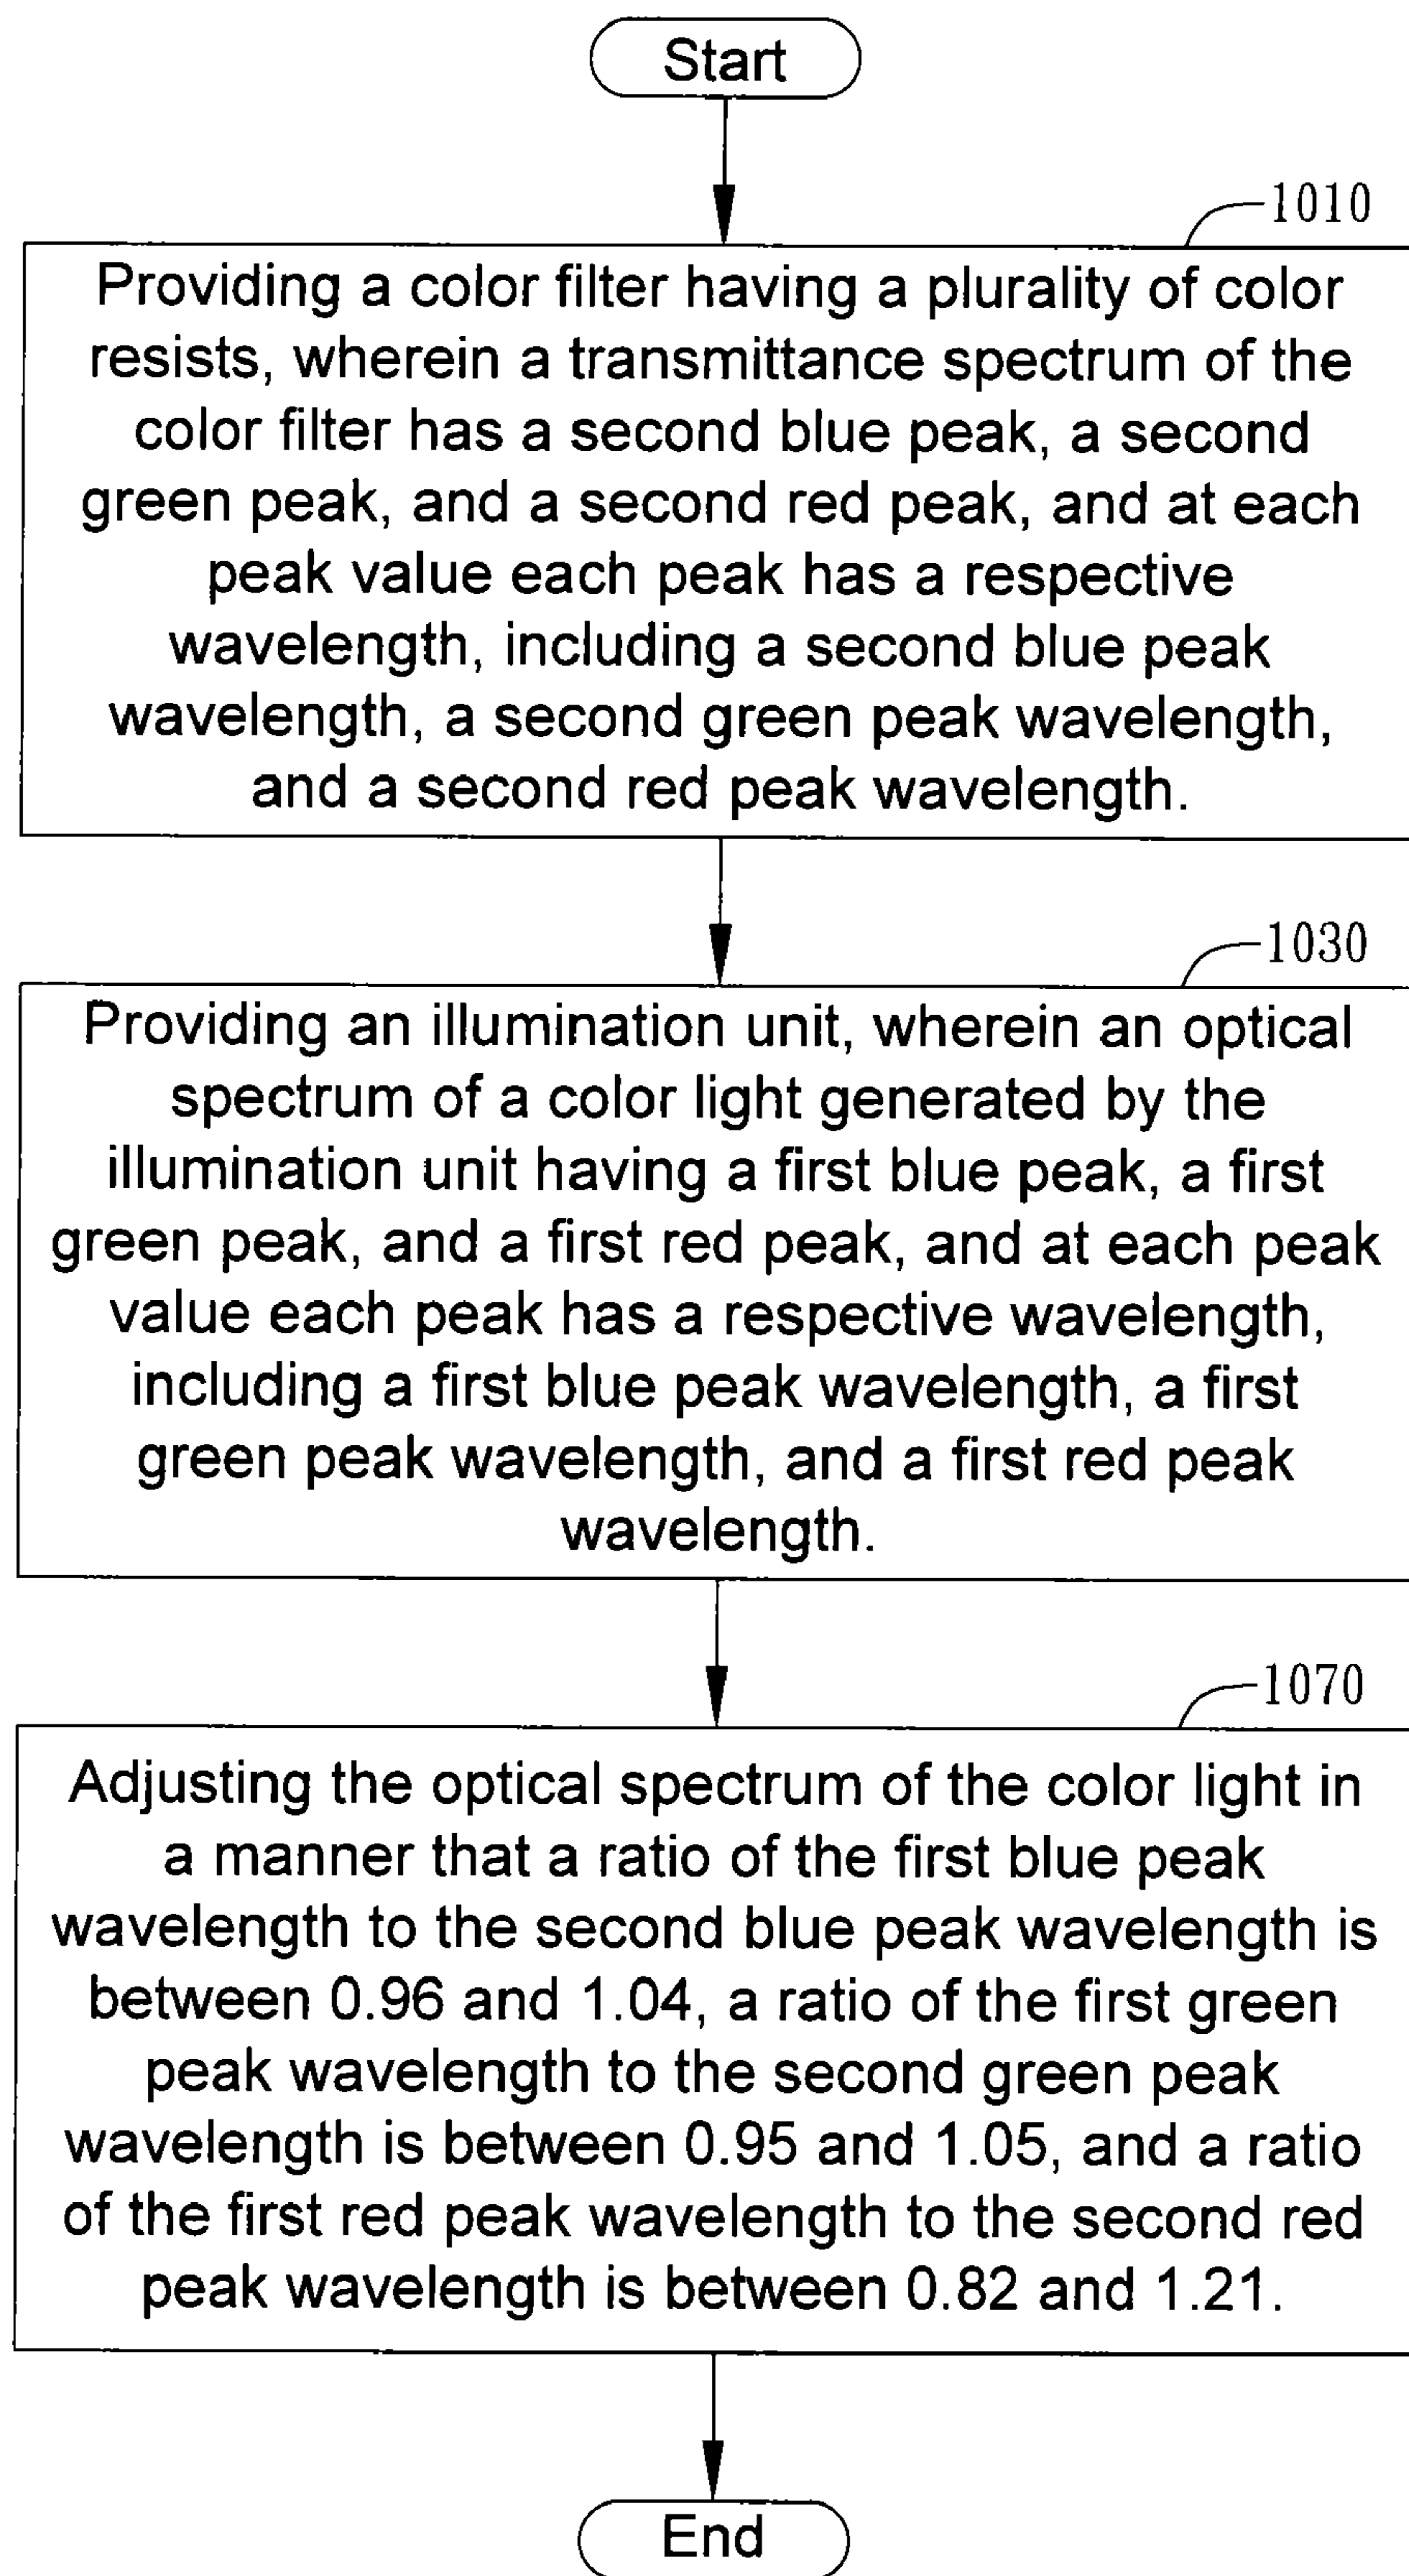 Start
1010
Providing a color filter having a plurality of color
resists, wherein a transmittance spectrum of the
color filter has a second blue peak, a second
green peak, and a second red peak, and at each
peak value each peak has a respective
wavelength, including a second blue peak
wavelength, a second green peak wavelength,
and a second red peak wavelength.
1030
Providing an illumination unit, wherein an optical
spectrum of a color light generated by the
illumination unit having a first blue peak, a first
green peak, and a first red peak, and at each peak
value each peak has a respective wavelength,
including a first blue peak wavelength, a first
green peak wavelength, and a first red peak
wavelength.
1070
Adjusting the optical spectrum of the color light in
a manner that a ratio of the first blue peak
wavelength to the second blue peak wavelength is
between 0.96 and 1.04, a ratio of the first green
peak wavelength to the second green peak
wavelength is between 0.95 and 1.05, and a ratio
of the first red peak wavelength to the second red
peak wavelength is between 0.82 and 1.21.
End